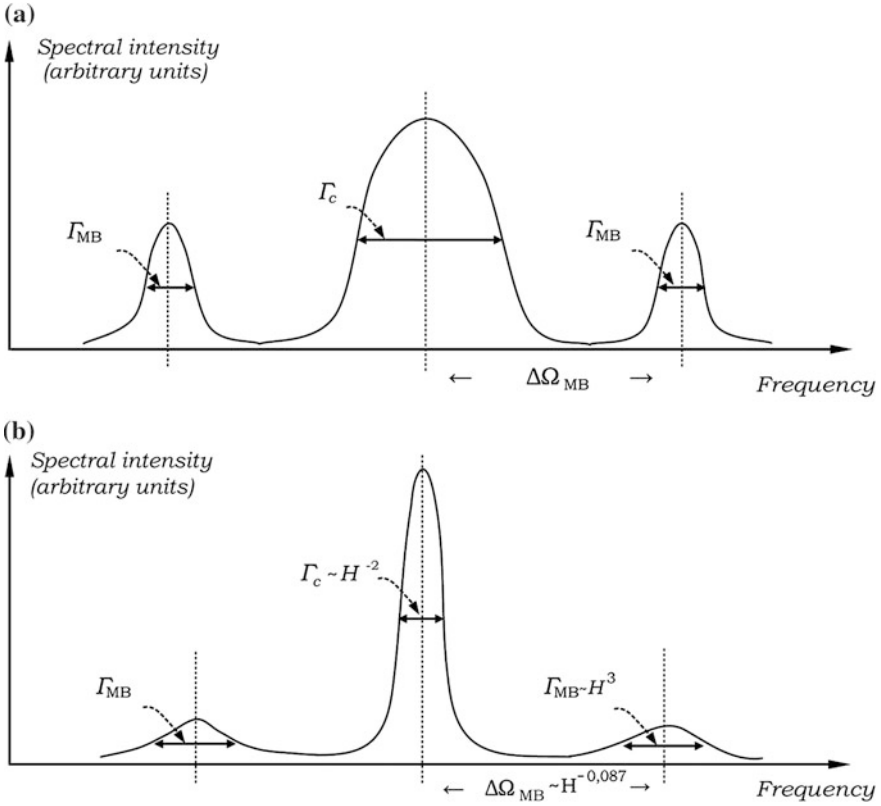 (a)
Spectral intensity
(arbitrary units)
Γc
ΓMB
ΓMB
← ΔΩMB →
Frequency
(b)
Spectral intensity
(arbitrary units)
Γc ~ H-2
ΓMB
ΓMB~H3
← ΔΩMB ~H-0,087 →
Frequency